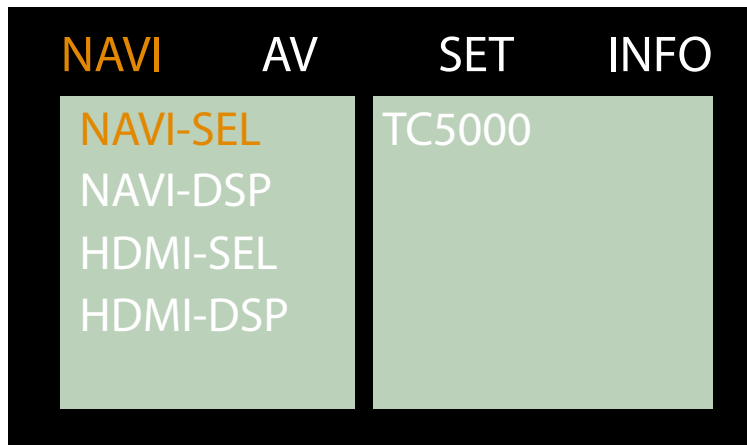 NAVI AV SET INFO
NAVI-SEL TC5000
NAVI-DSP
HDMI-SEL
HDMI-DSP